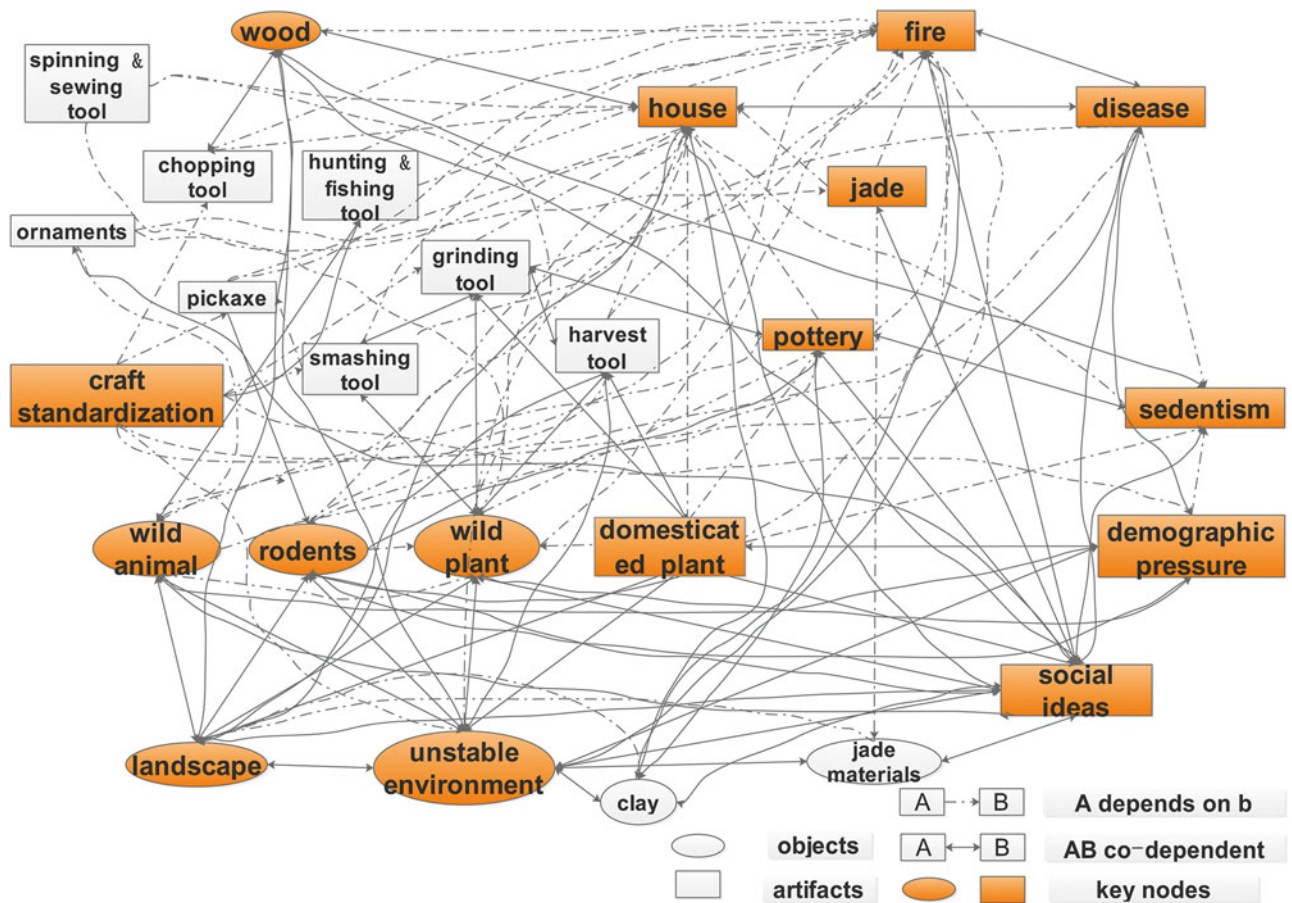 wood
fire
spinning &
sewing
tool
house
disease
chopping
tool
hunting &
fishing
tool
jade
ornaments
grinding
tool
pickaxe
harvest
tool
pottery
smashing
tool
craft
standardization
sedentism
wild
animal
rodents
wild
plant
domesticat
ed plant
demographic
pressure
social
ideas
landscape
unstable
environment
jade
materials
clay
A
B
A depends on b
objects
A
B
AB co-dependent
artifacts
key nodes